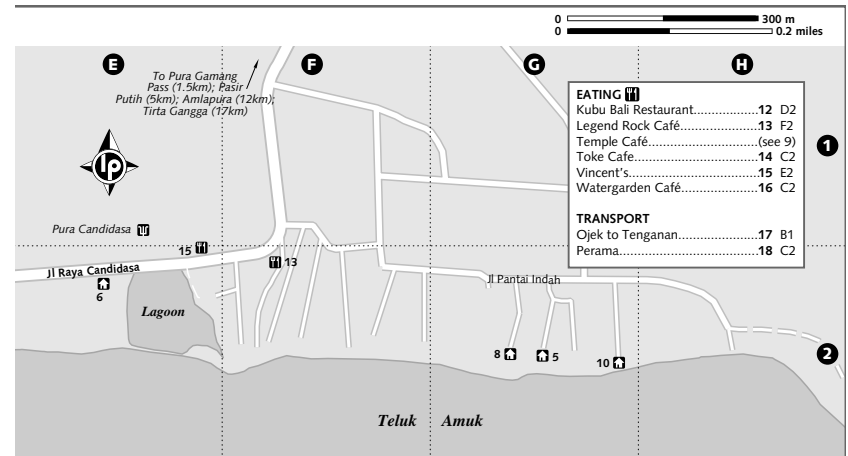 0 300 m
0 0.2 miles
E F G H
To Pura Gamang
Pass (1.5km); Pasir
Putih (5km); Amlapura (12km);
Tirta Gangga (17km)
EATING
Kubu Bali Restaurant..................12 D2
Legend Rock Café.....................13 F2
Temple Café..........................(see 9)
Toke Cafe............................14 C2
Vincent's............................15 E2
Watergarden Café.....................16 C2
TRANSPORT
Ojek to Tenganan.....................17 B1
Perama...............................18 C2
1
lp
Pura Candidasa
15
13
Jl Raya Candidasa
6
Lagoon
Jl Pantai Indah
8
5
10
2
Teluk Amuk